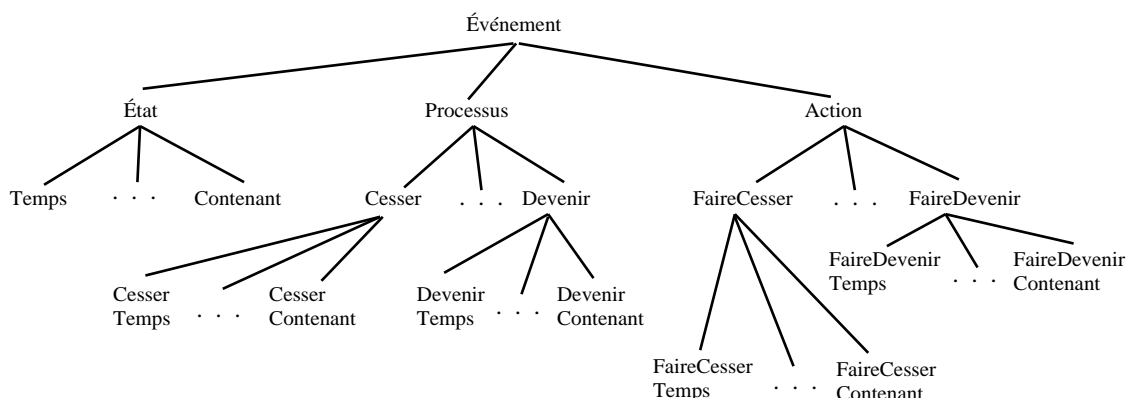 Événement
État Processus Action
Temps . . . Contenant Cesser . . . Devenir FaireCesser . . . FaireDevenir
FaireDevenir FaireDevenir
Temps . . . Contenant
Cesser Cesser Devenir Devenir
Temps . . . Contenant Temps . . . Contenant
FaireCesser FaireCesser
Temps . . . Contenant